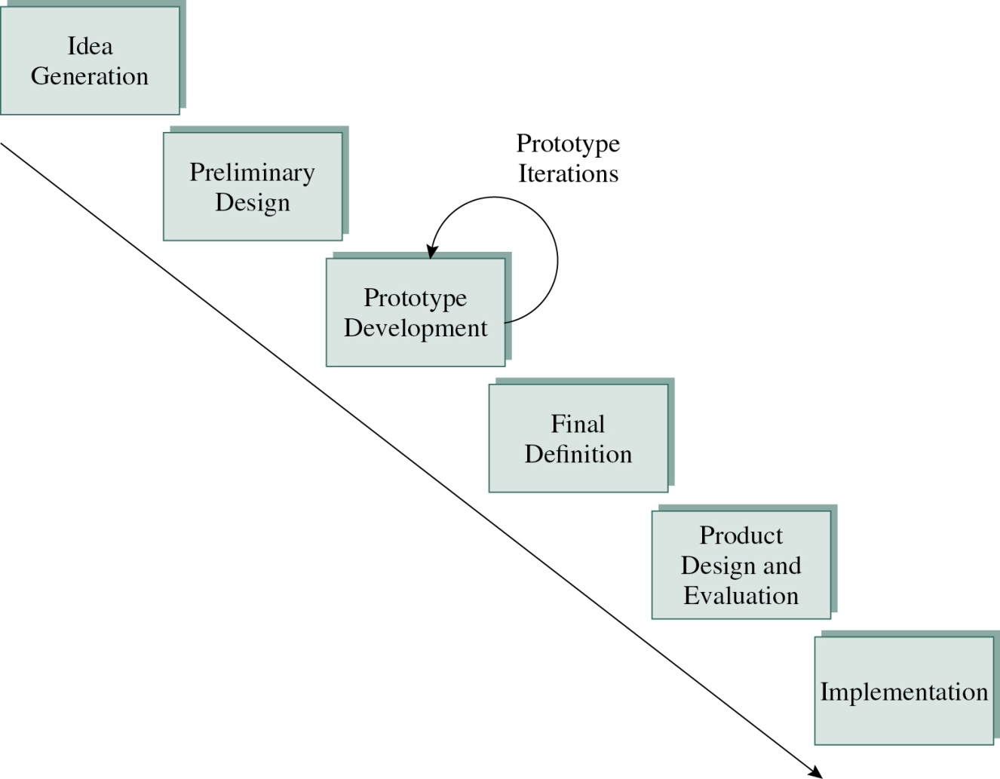 Idea
Generation
Preliminary
Design
Prototype
Iterations
Prototype
Development
Final
Definition
Product
Design and
Evaluation
Implementation